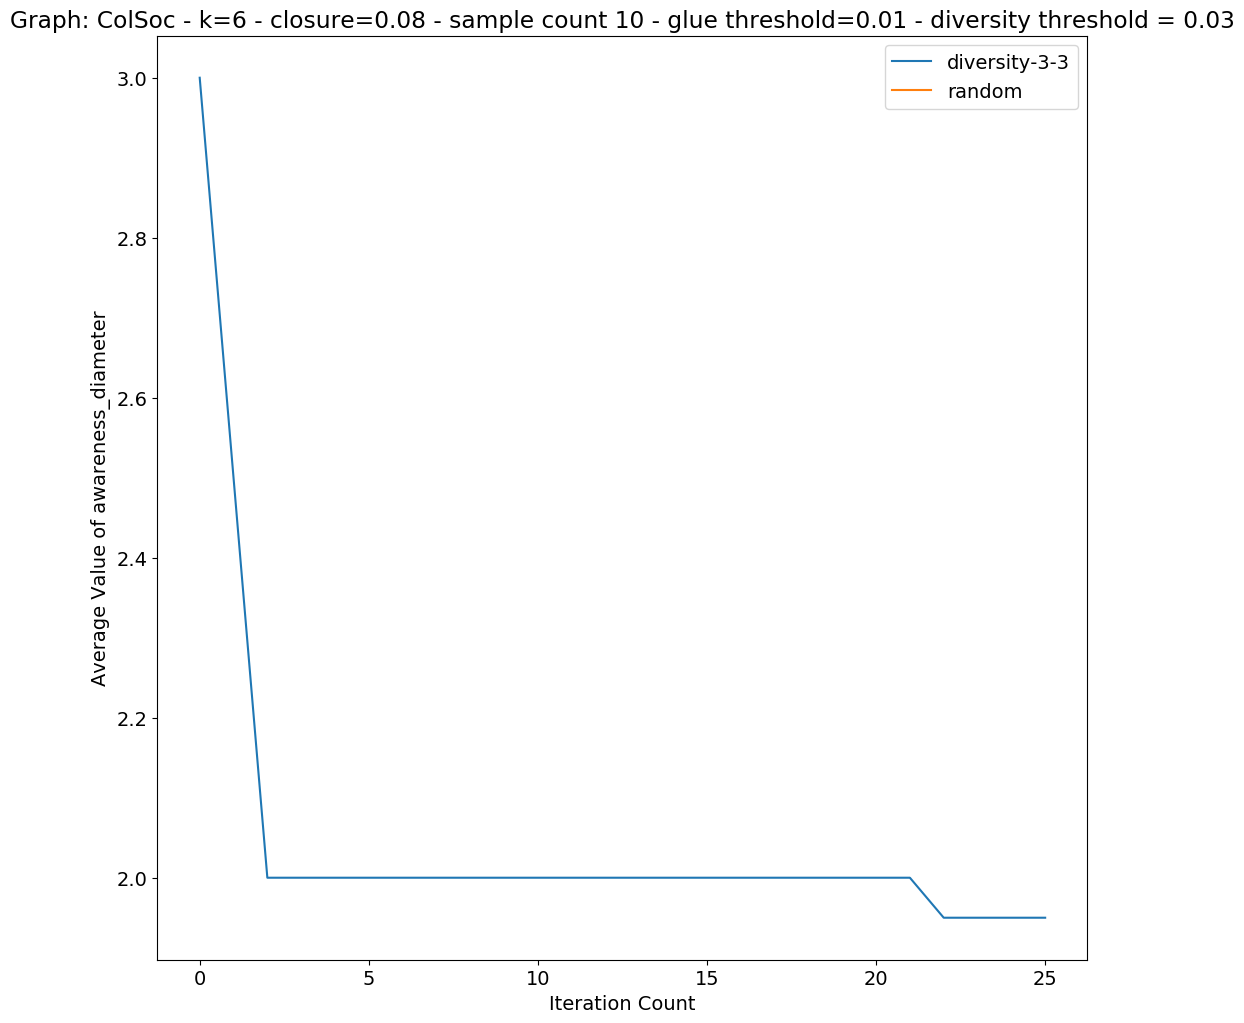 Graph: ColSoc - k=6 - closure=0.08 - sample count 10 - glue threshold=0.01 - diversity threshold = 0.03
diversity-3-3
random
3.0
2.8
2.6
2.4
2.2
2.0
Average Value of awareness_diameter
0 5 10 15 20 25
Iteration Count